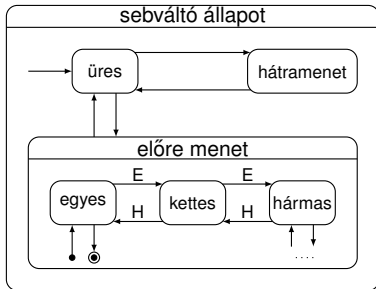 sebváltó állapot
üres
hátramenet
előre menet
E E
egyes kettes hármas
H H
....